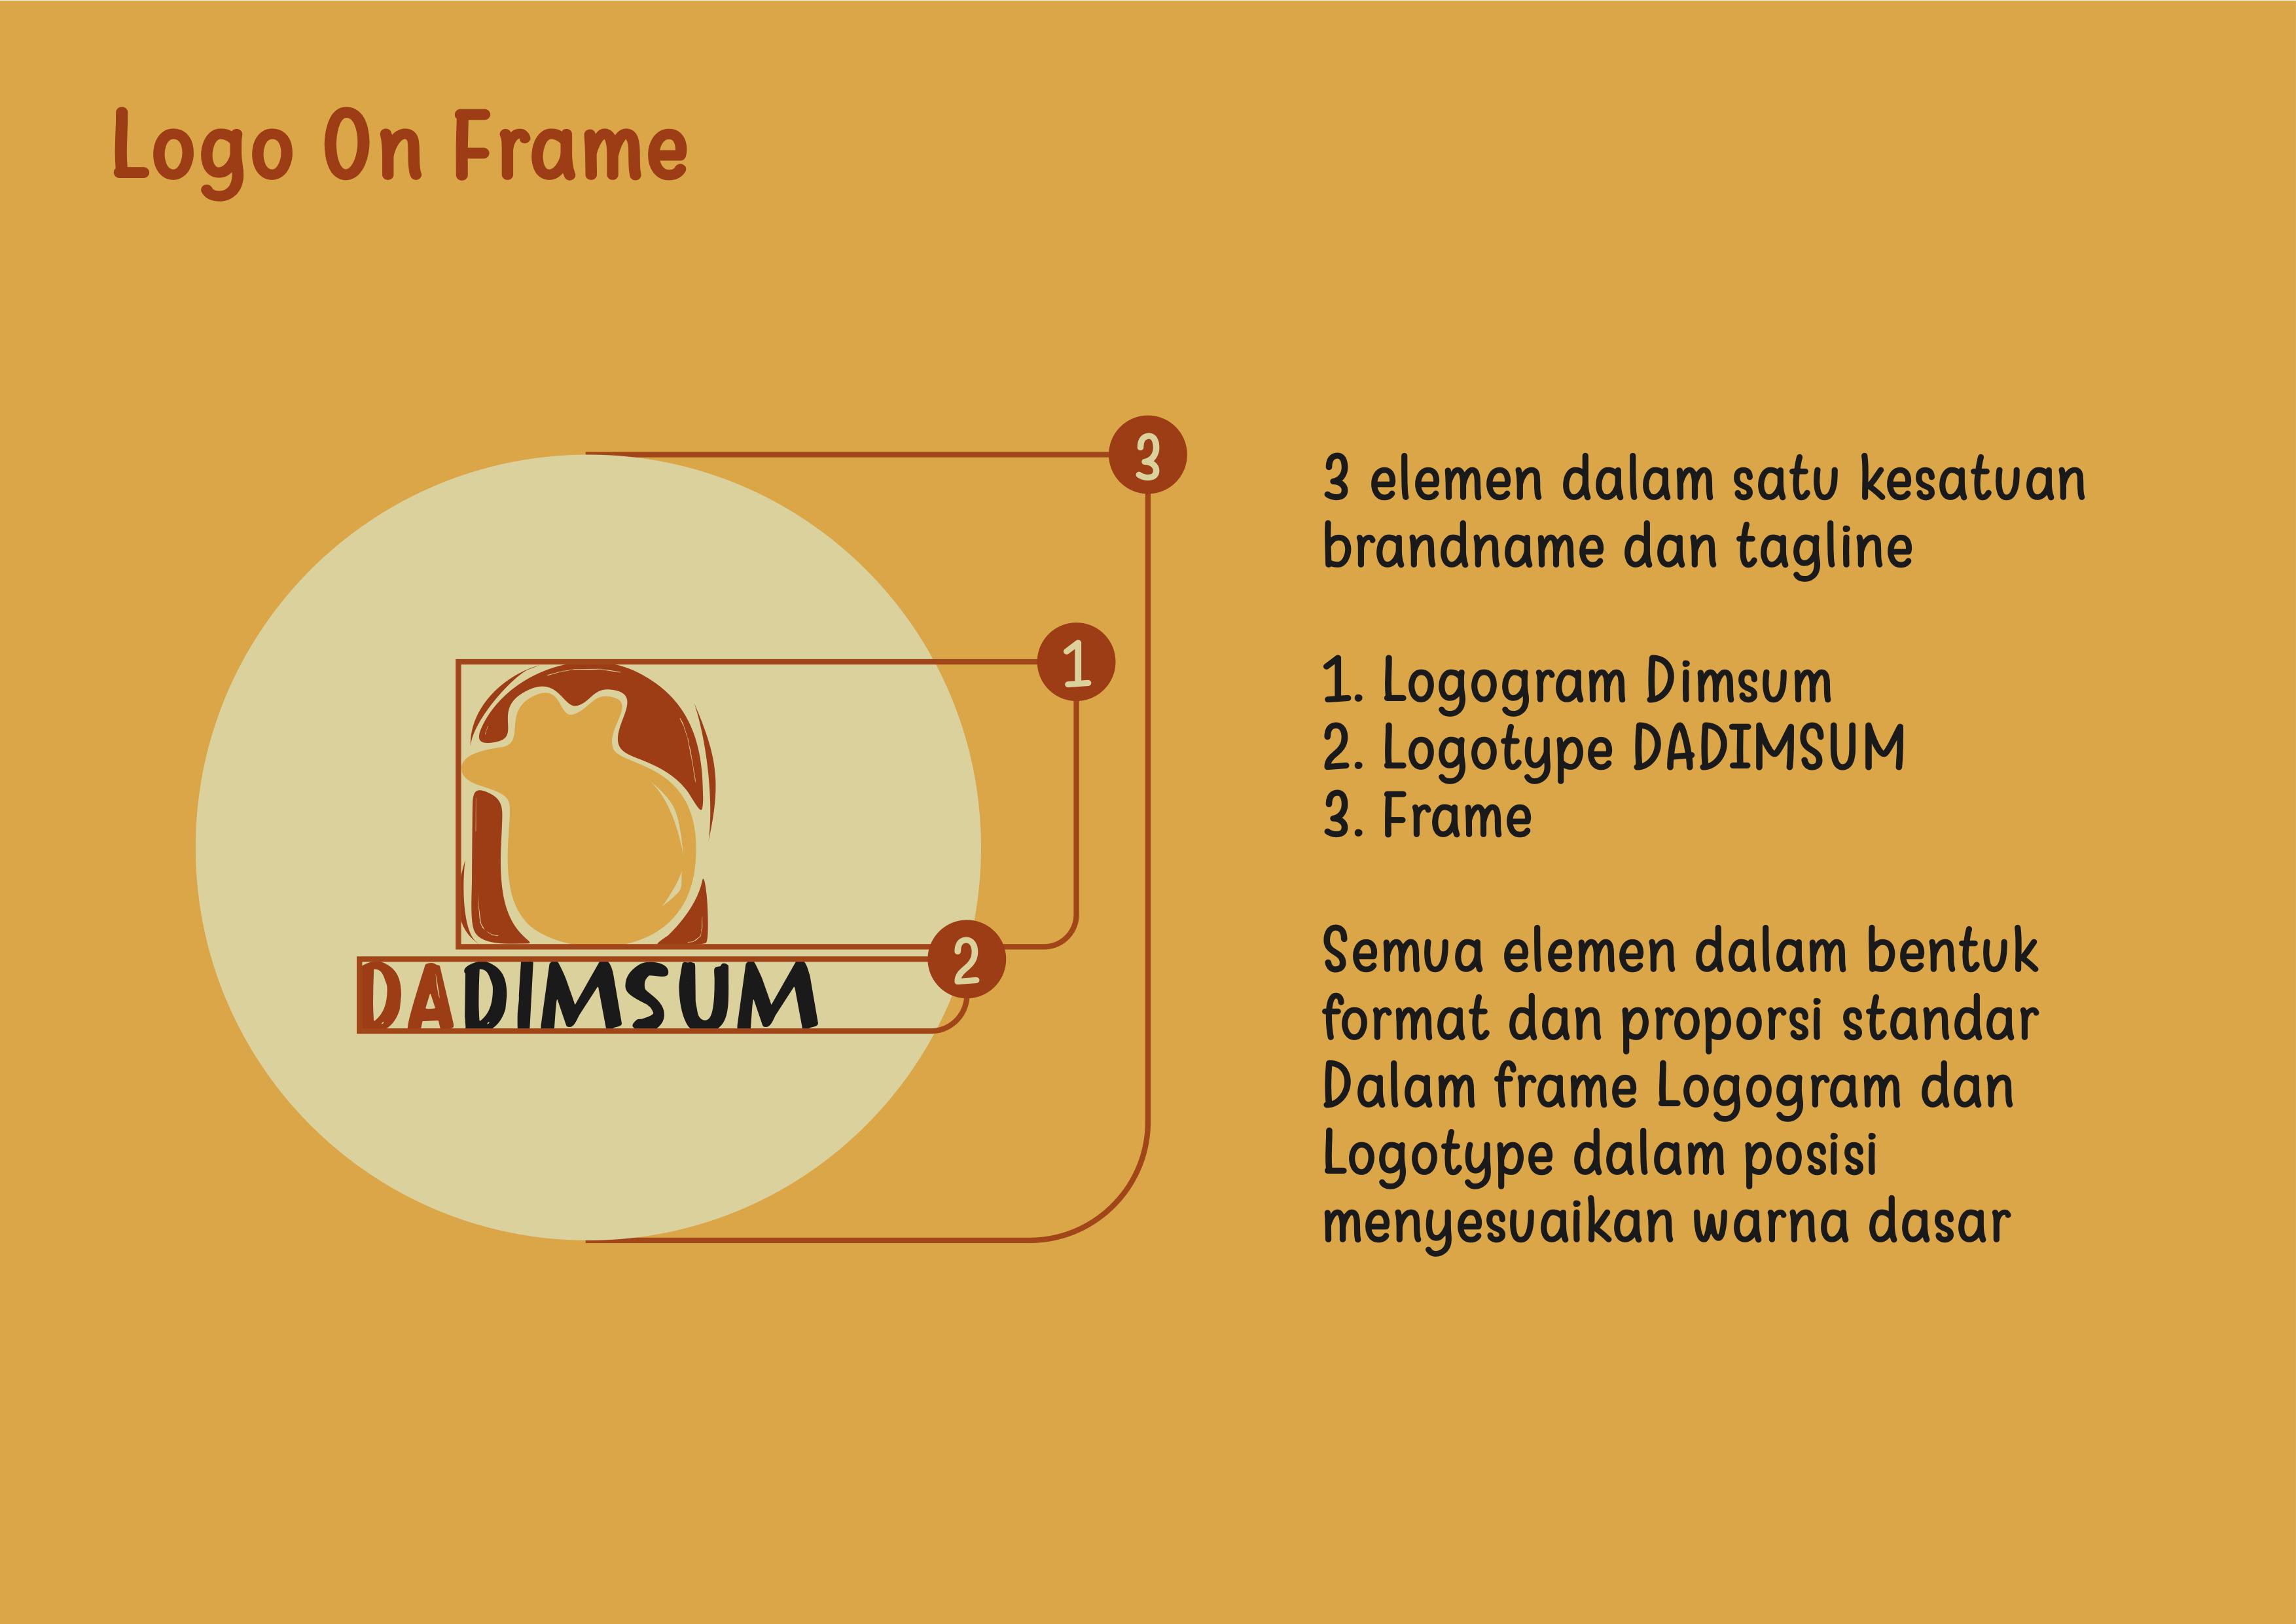 Logo On Frame
3
1
2
DADIMSUM
3 elemen dalam satu kesatuan
brandname dan tagline
1. Logogram Dimsum
2. Logotype DADIMSUM
3. Frame
Semua elemen dalam bentuk
format dan proporsi standar
Dalam frame Logogram dan
Logotype dalam posisi
menyesuaikan warna dasar